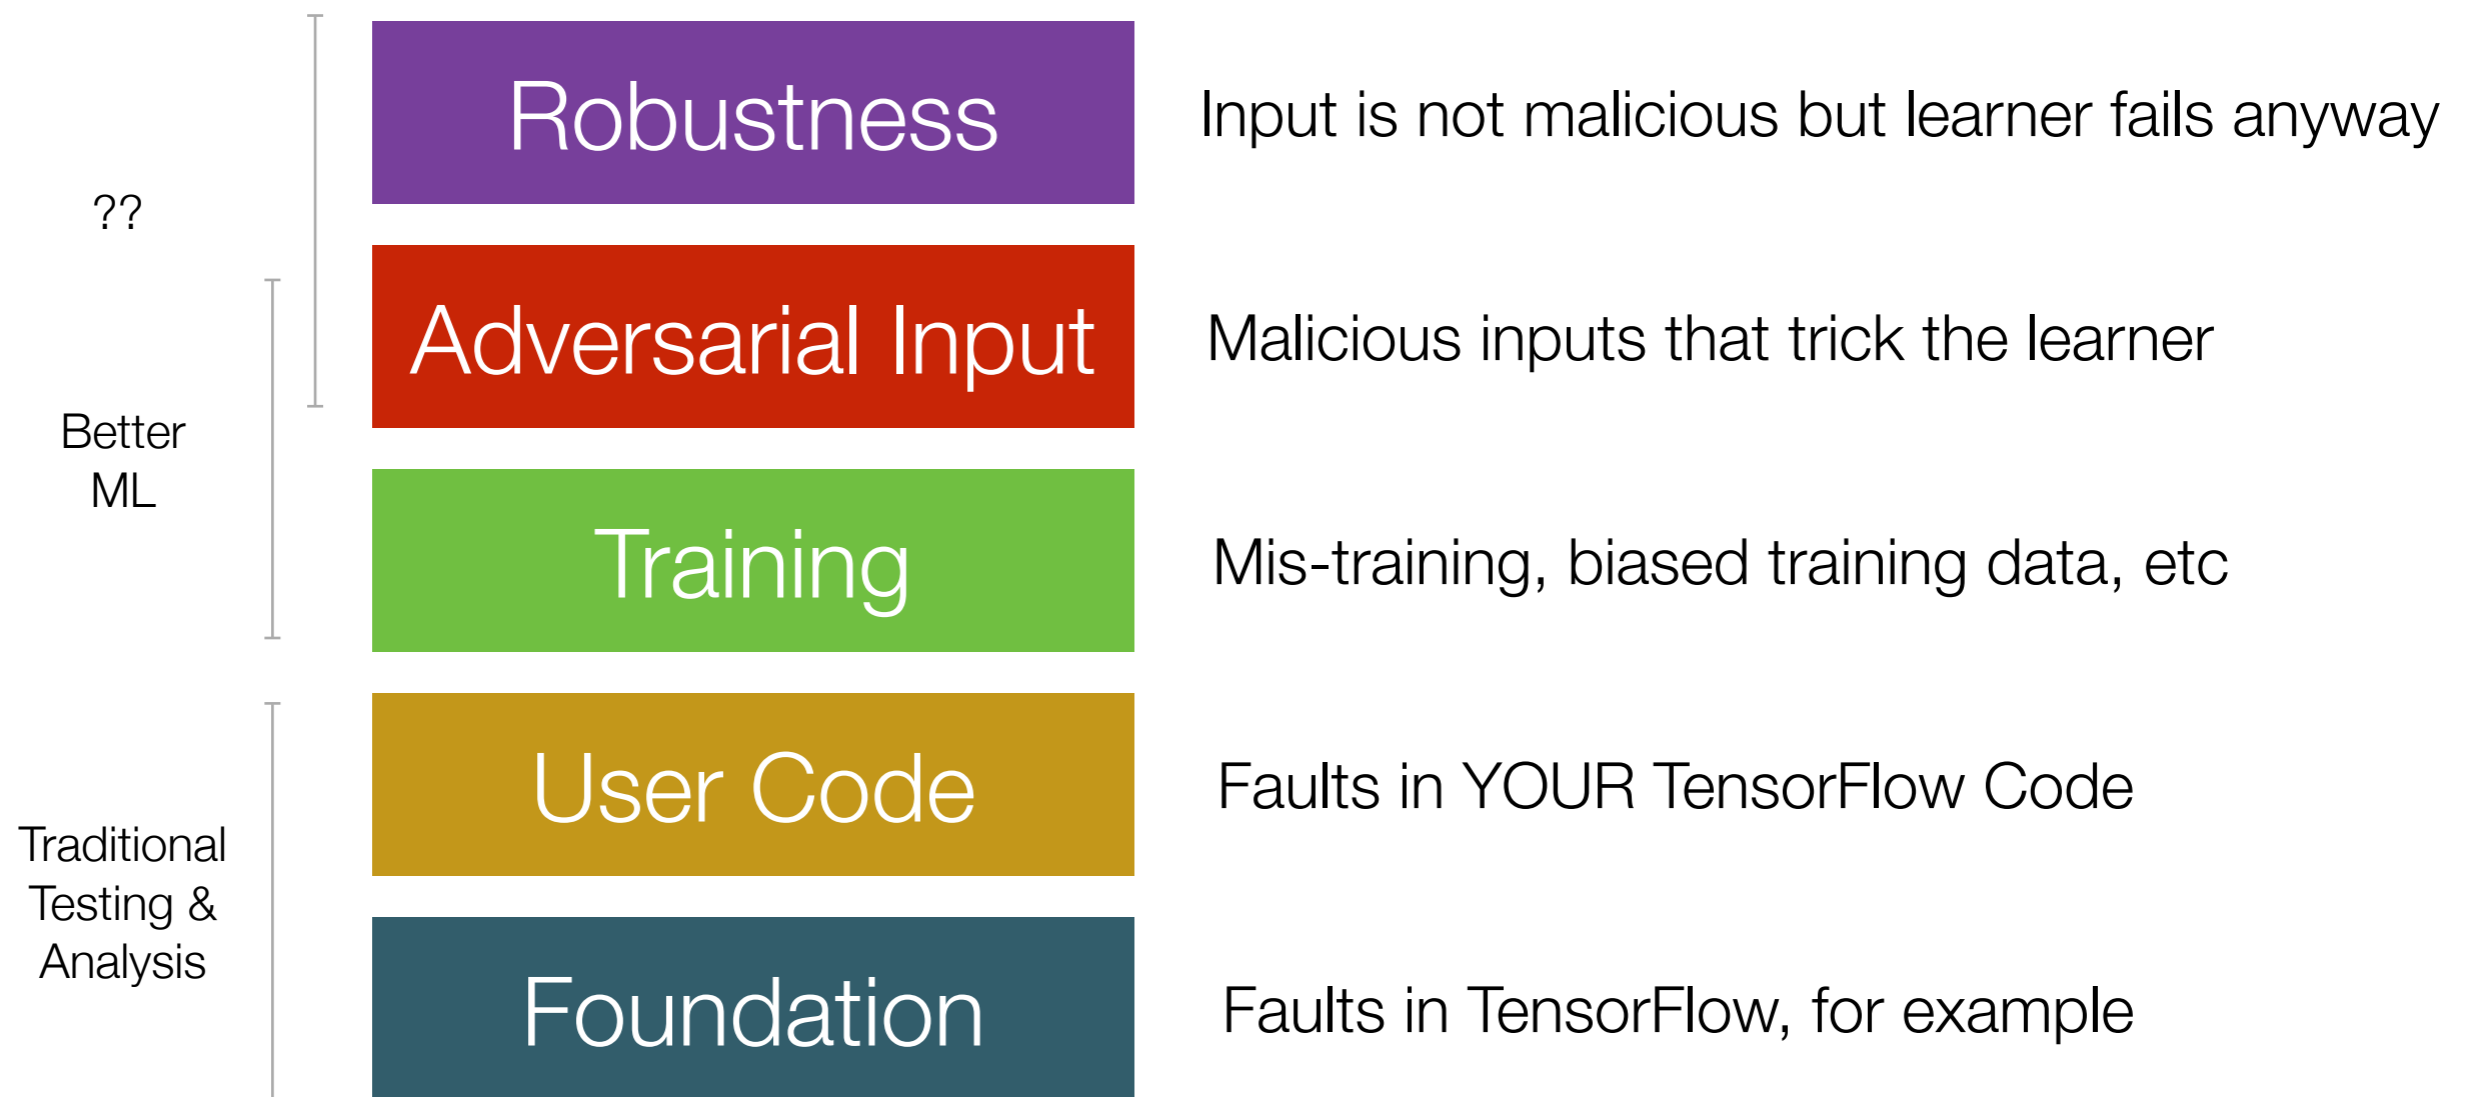 Robustness
Input is not malicious but learner fails anyway
??
Adversarial Input
Malicious inputs that trick the learner
Better
ML
Training
Mis-training, biased training data, etc
User Code
Faults in YOUR TensorFlow Code
Traditional
Testing &
Analysis
Foundation
Faults in TensorFlow, for example